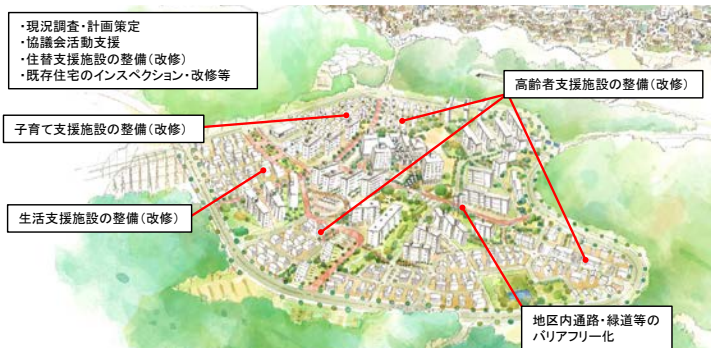 ・現況調査・計画策定
・協議会活動支援
・住替支援施設の整備(改修)
・既存住宅のインスペクション・改修等
高齢者支援施設の整備(改修)
子育て支援施設の整備(改修)
生活支援施設の整備(改修)
地区内通路・緑道等の
バリアフリー化